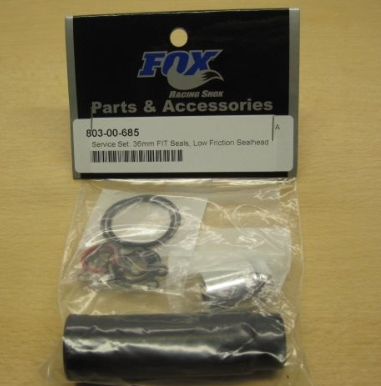 FOX
RACING SHOX
Parts & Accessories
803-00-685 A
Service Set: 36mm FIT Seals, Low Friction Sealhead